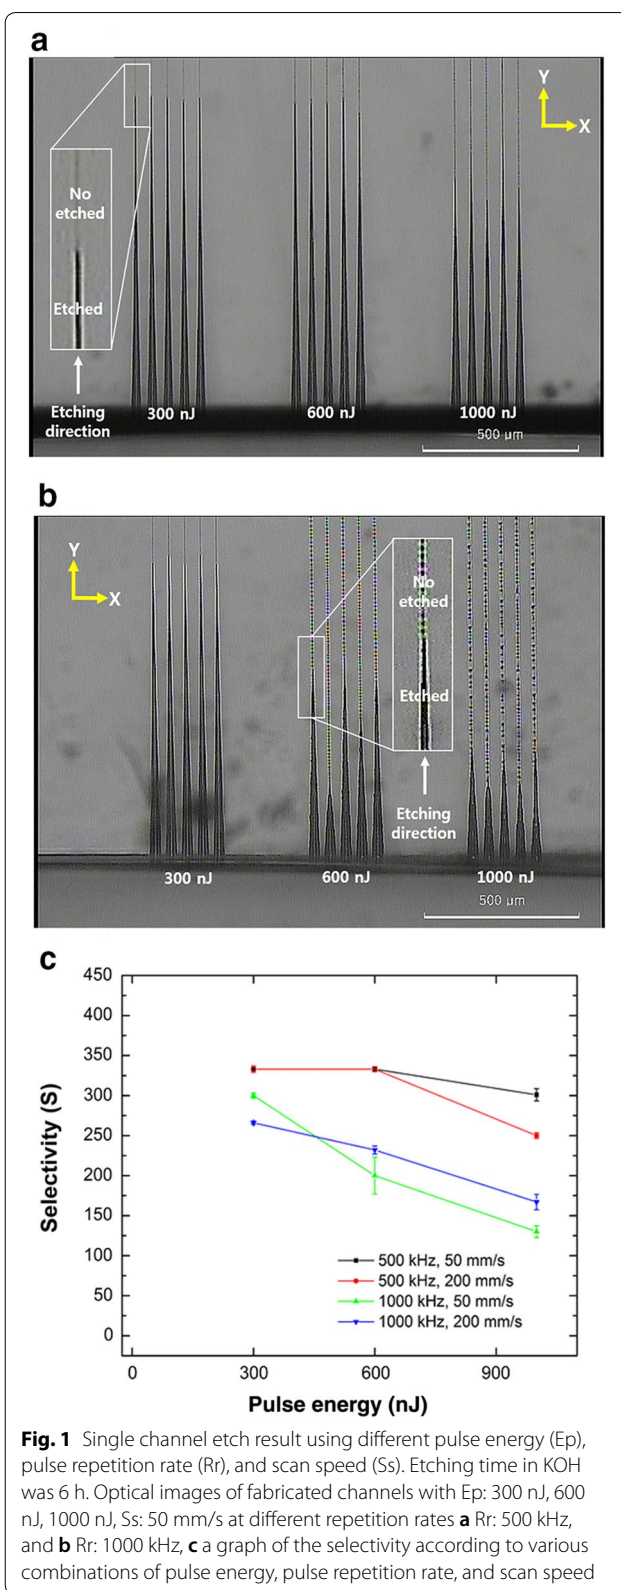 a
Y
X
No
etched
Etched
Etching
direction
300 nJ
600 nJ
1000 nJ
500 μm
b
Y
X
No
etched
Etched
Etching
direction
300 nJ
600 nJ
1000 nJ
500 μm
c
450
400
350
300
250
200
150
100
50
0
Selectivity (S)
500 kHz, 50 mm/s
500 kHz, 200 mm/s
1000 kHz, 50 mm/s
1000 kHz, 200 mm/s
0 300 600 900
Pulse energy (nJ)
Fig. 1 Single channel etch result using different pulse energy (Ep),
pulse repetition rate (Rr), and scan speed (Ss). Etching time in KOH
was 6 h. Optical images of fabricated channels with Ep: 300 nJ, 600
nJ, 1000 nJ, Ss: 50 mm/s at different repetition rates a Rr: 500 kHz,
and b Rr: 1000 kHz, c a graph of the selectivity according to various
combinations of pulse energy, pulse repetition rate, and scan speed